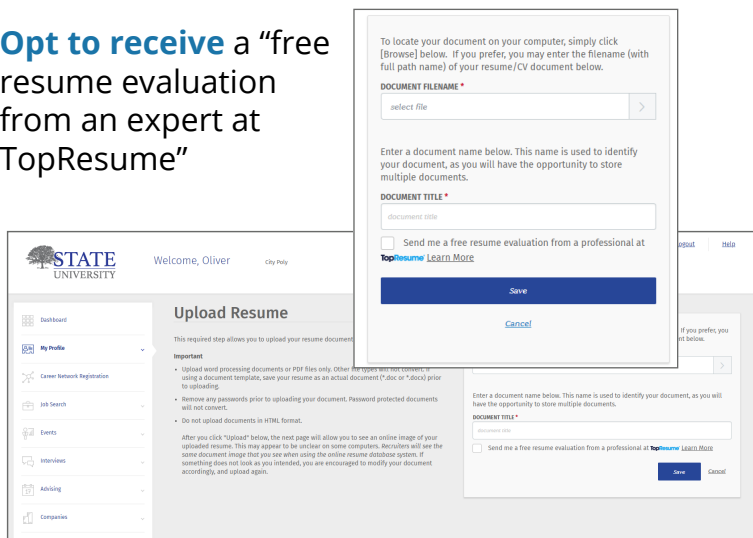 Opt to receive a “free
resume evaluation
from an expert at
TopResume”
To locate your document on your computer, simply click
[Browse] below. If you prefer, you may enter the filename (with
full path name) of your resume/CV document below.
DOCUMENT FILENAME *
select file
Enter a document name below. This name is used to identify
your document, as you will have the opportunity to store
multiple documents.
DOCUMENT TITLE *
document title
Send me a free resume evaluation from a professional at
TopResume Learn More
Save
Cancel
STATE
UNIVERSITY
Welcome, Oliver
City Poly
Logout
Help
Dashboard
My Profile
Career Network Registration
Job Search
Events
Interviews
Advising
Companies
Upload Resume
This required step allows you to upload your resume document
Important
• Upload word processing documents or PDF files only. Other file types will not convert. If
using a document template, save your resume as an actual document (*.doc or *.docx) prior
to uploading.
• Remove any passwords prior to uploading your document. Password protected documents
will not convert.
• Do not upload documents in HTML format.
After you click "Upload" below, the next page will allow you to see an online image of your
uploaded resume. This may appear to be unclear on some computers. Recruiters will see the
same document image that you see when using the online resume database system. If
something does not look as you intended, you are encouraged to modify your document
accordingly, and upload again.
If you prefer, you
below.
Enter a document name below. This name is used to identify your document, as you will
have the opportunity to store multiple documents.
DOCUMENT TITLE *
document title
Send me a free resume evaluation from a professional at TopResume Learn More
Save
Cancel